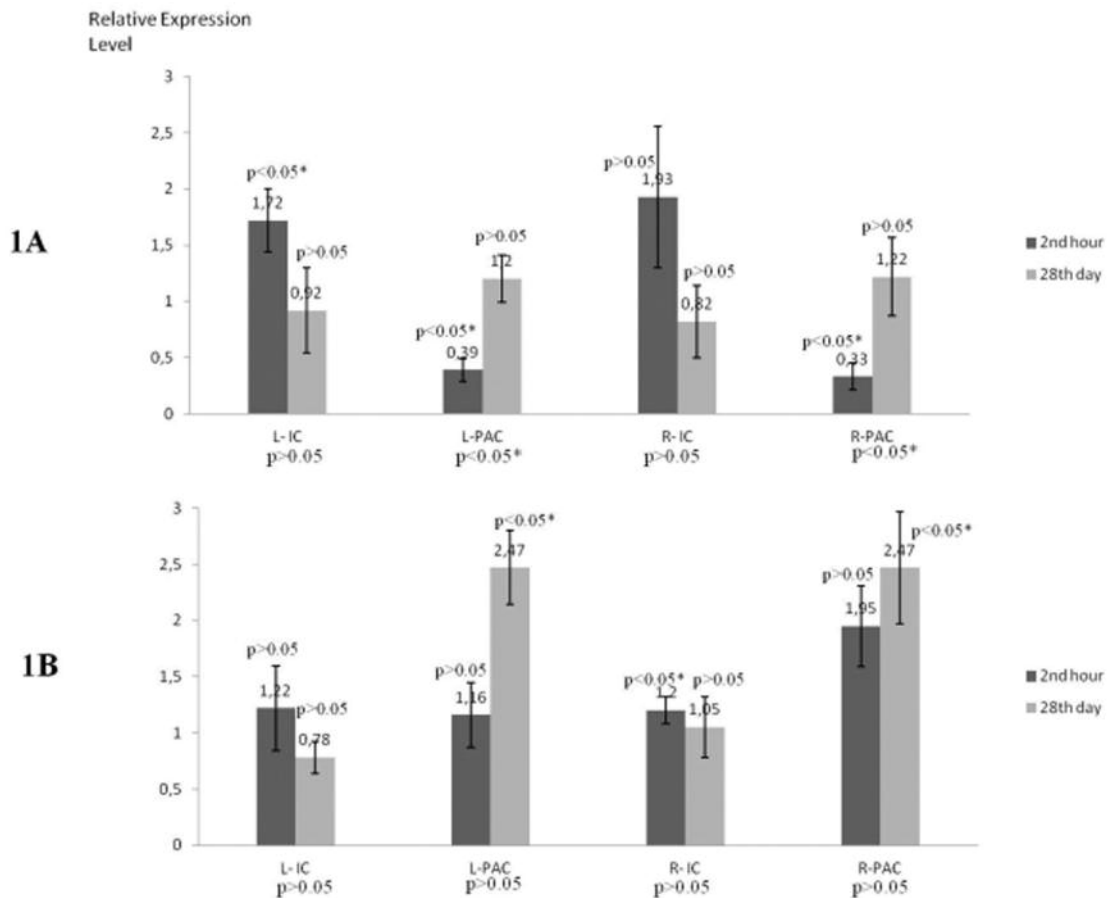 Relative Expression
Level
1A
3
2,5
2
1,5
1
0,5
0
p<0.05*
1,72
p>0.05
0,92
p<0.05*
0,39
p>0.05
1,2
p>0.05
1,93
p>0.05
0,82
p<0.05*
0,33
p>0.05
1,22
L- IC
p>0.05
L-PAC
p<0.05*
R- IC
p>0.05
R-PAC
p<0.05*
2nd hour
28th day
1B
3
2,5
2
1,5
1
0,5
0
p>0.05
1,22
p>0.05
0,78
p>0.05
1,16
p<0.05*
2,47
p<0.05*
1,2
p>0.05
1,05
p>0.05
1,95
p<0.05*
2,47
L- IC
p>0.05
L-PAC
p>0.05
R- IC
p>0.05
R-PAC
p>0.05
2nd hour
28th day